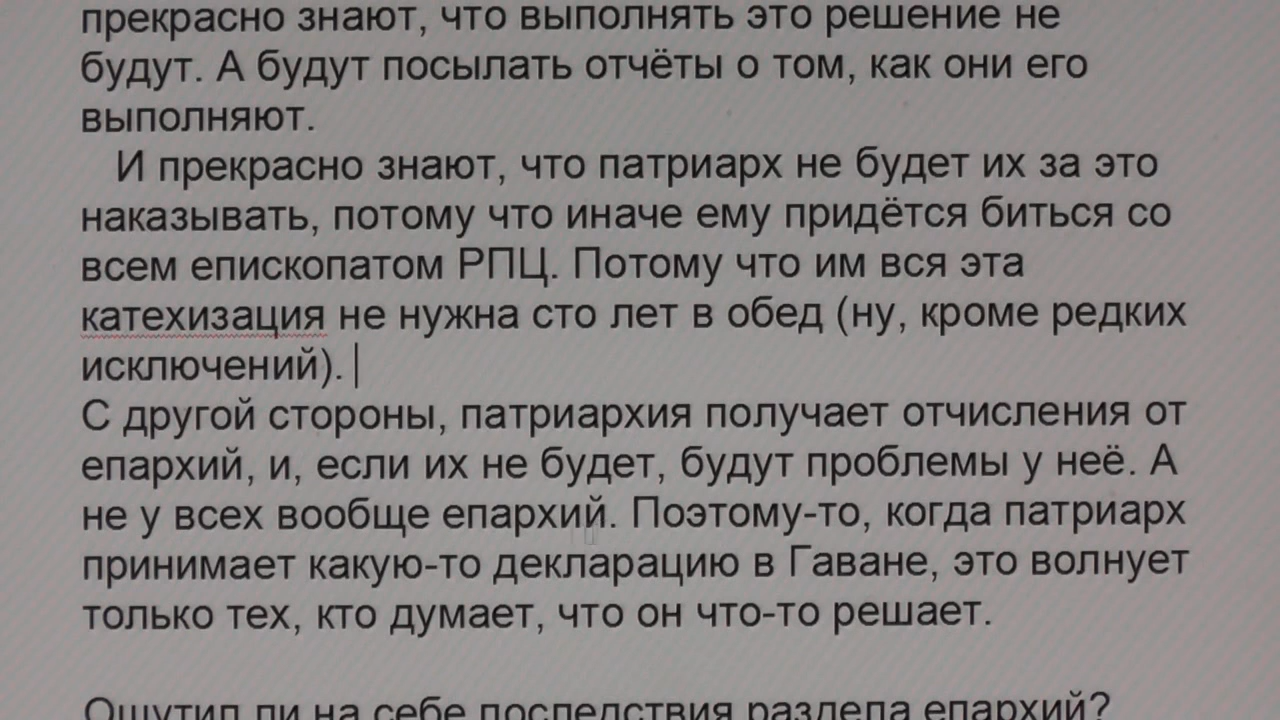 прекрасно знают, что выполнять это решение не
будут. А будут посылать отчёты о том, как они его
выполняют.
И прекрасно знают, что патриарх не будет их за это
наказывать, потому что иначе ему придётся биться со
всем епископатом РПЦ. Потому что им вся эта
катехизация не нужна сто лет в обед (ну, кроме редких
исключений).
С другой стороны, патриархия получает отчисления от
епархий, и, если их не будет, будут проблемы у неё. А
не у всех вообще епархий. Поэтому-то, когда патриарх
принимает какую-то декларацию в Гаване, это волнует
только тех, кто думает, что он что-то решает.
Ощутил ли на себе последствия раздела епархий?